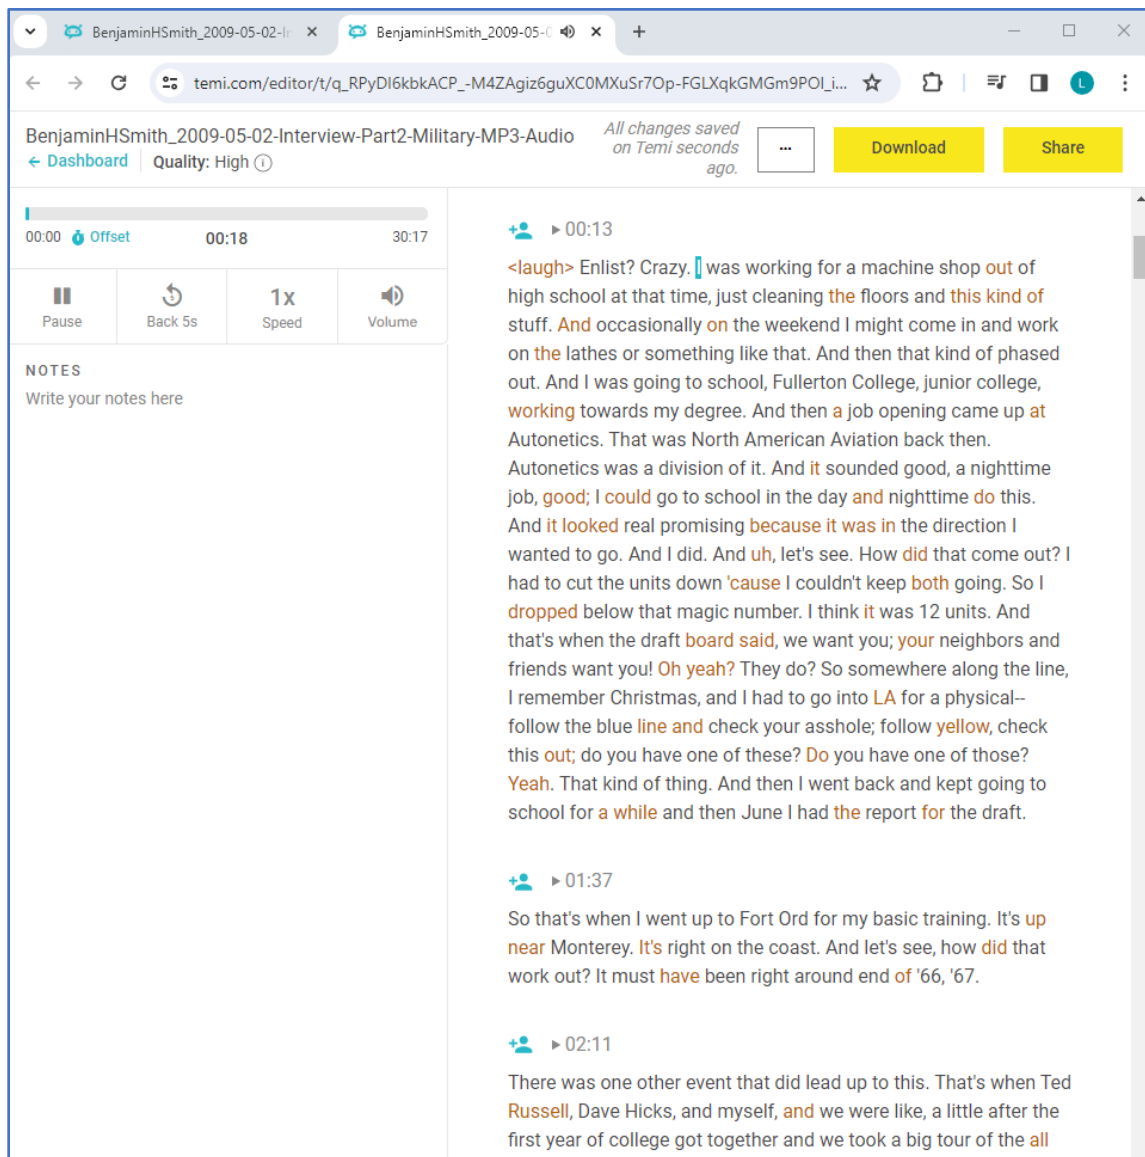 BenjaminHSmith_2009-05-02-In
BenjaminHSmith_2009-05-0
temi.com/editor/t/q_RPyDI6kbkACP_-M4ZAgiz6guXC0MXuSr7Op-FGLXqkGMGm9POI_i...
L
BenjaminHSmith_2009-05-02-Interview-Part2-Military-MP3-Audio
← Dashboard
Quality: High
All changes saved
on Temi seconds
ago.
...
Download
Share
00:00 Offset 00:18 30:17
Pause
5
Back 5s
1x
Speed
Volume
NOTES
Write your notes here
00:13
<laugh> Enlist? Crazy. I was working for a machine shop out of
high school at that time, just cleaning the floors and this kind of
stuff. And occasionally on the weekend I might come in and work
on the lathes or something like that. And then that kind of phased
out. And I was going to school, Fullerton College, junior college,
working towards my degree. And then a job opening came up at
Autonetics. That was North American Aviation back then.
Autonetics was a division of it. And it sounded good, a nighttime
job, good; I could go to school in the day and nighttime do this.
And it looked real promising because it was in the direction I
wanted to go. And I did. And uh, let's see. How did that come out? I
had to cut the units down 'cause I couldn't keep both going. So I
dropped below that magic number. I think it was 12 units. And
that's when the draft board said, we want you; your neighbors and
friends want you! Oh yeah? They do? So somewhere along the line,
I remember Christmas, and I had to go into LA for a physical--
follow the blue line and check your asshole; follow yellow, check
this out; do you have one of these? Do you have one of those?
Yeah. That kind of thing. And then I went back and kept going to
school for a while and then June I had the report for the draft.
01:37
So that's when I went up to Fort Ord for my basic training. It's up
near Monterey. It's right on the coast. And let's see, how did that
work out? It must have been right around end of '66, '67.
02:11
There was one other event that did lead up to this. That's when Ted
Russell, Dave Hicks, and myself, and we were like, a little after the
first year of college got together and we took a big tour of the all